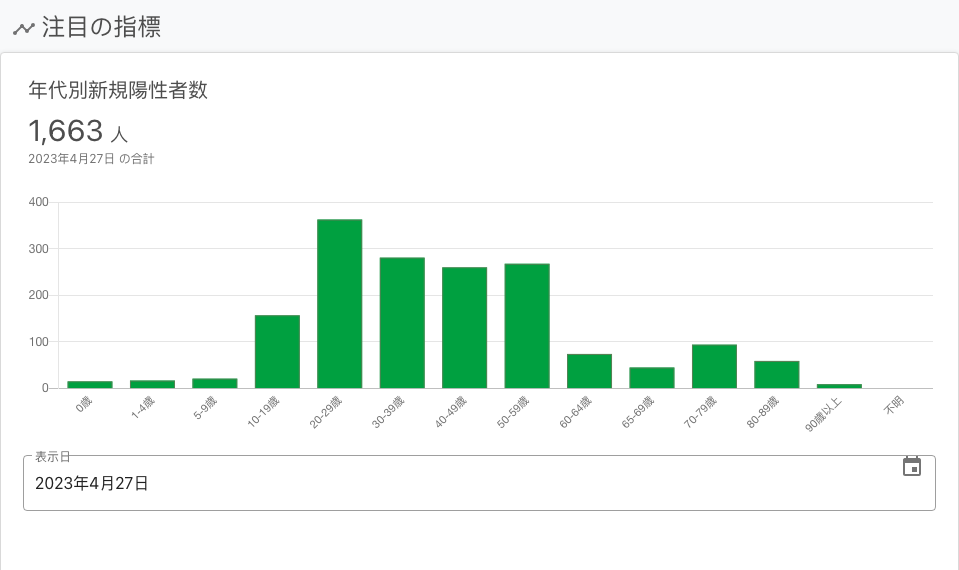 注目の指標
年代別新規陽性者数
1,663 人
2023年4月27日 の合計
400
300
200
100
0
0歳
1-4歳
5-9歳
10-19歳
20-29歳
30-39歳
40-49歳
50-59歳
60-64歳
65-69歳
70-79歳
80-89歳
90歳以上
不明
表示日
2023年4月27日